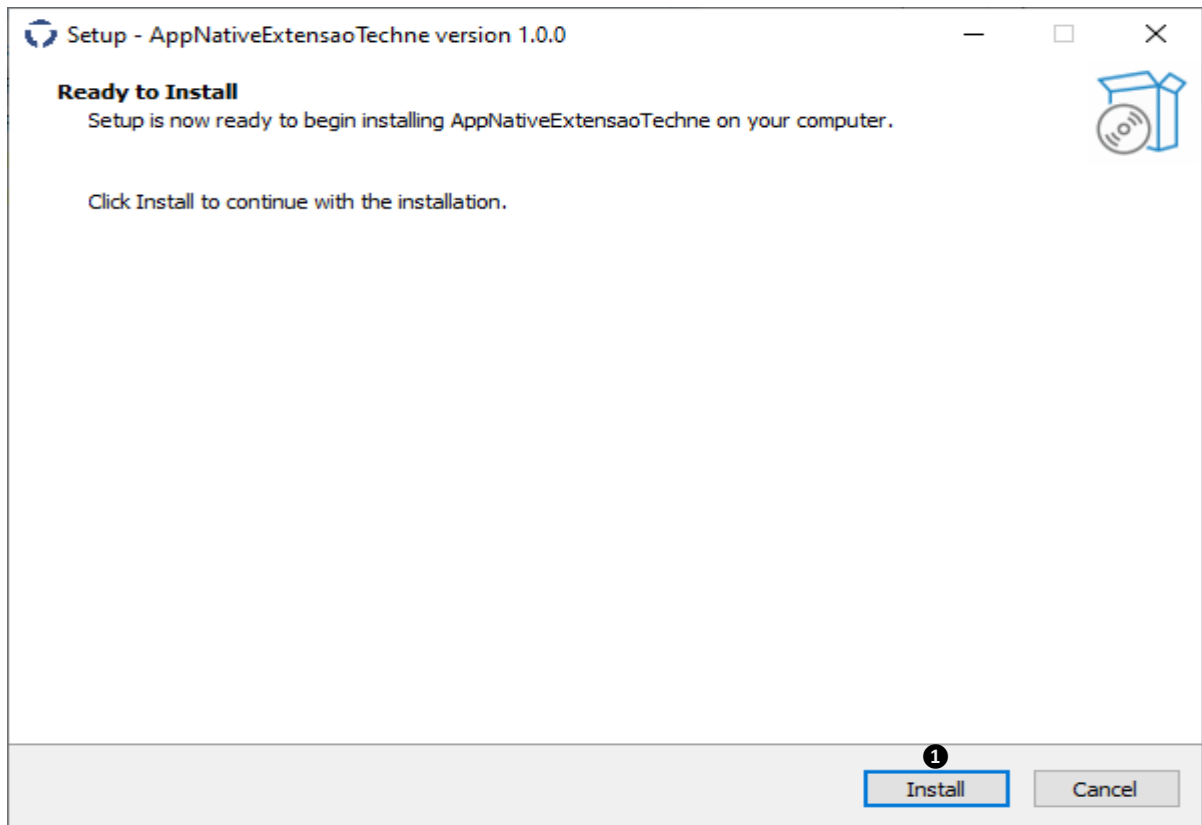 Setup - AppNativeExtensaoTechne version 1.0.0
Ready to Install
Setup is now ready to begin installing AppNativeExtensaoTechne on your computer.
Click Install to continue with the installation.
❶
Install
Cancel